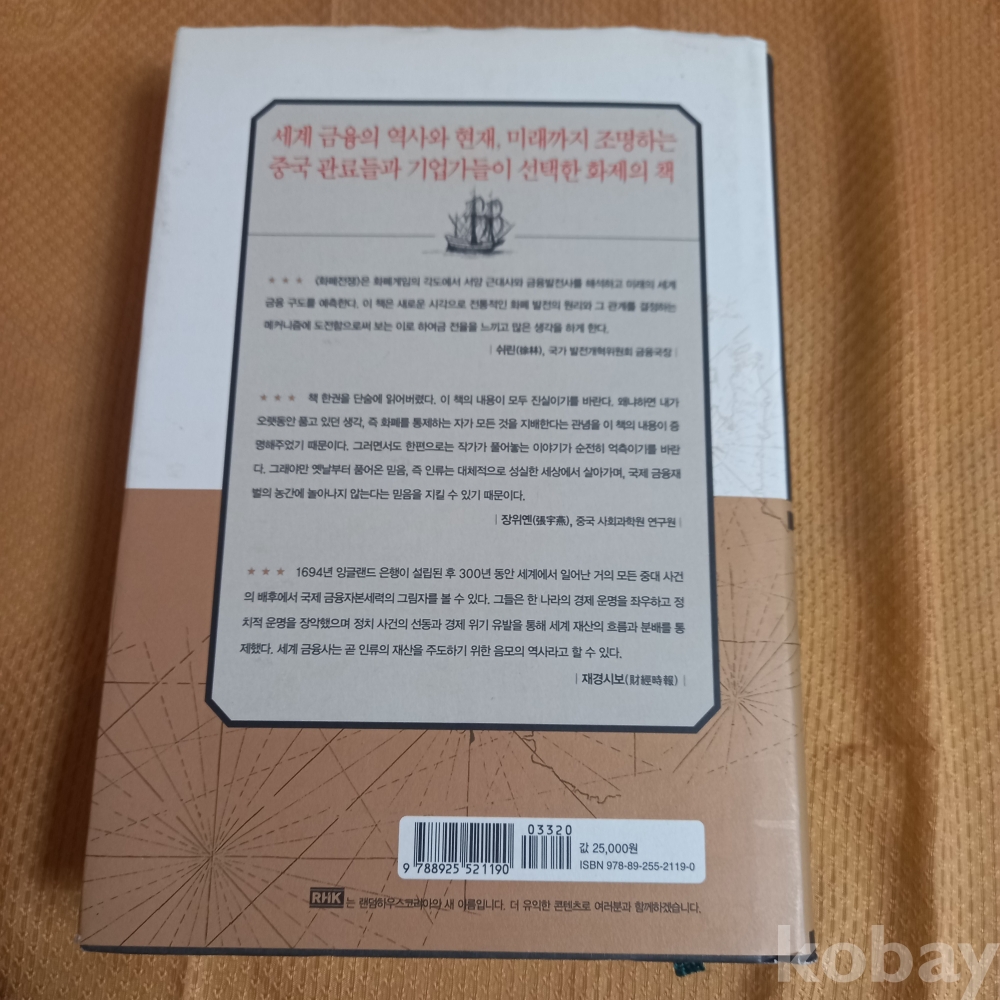 세계 금융의 역사와 현재, 미래까지 조명하는
중국 관료들과 기업가들이 선택한 화제의 책
★ ★ ★ 《화폐전쟁》은 화폐게임의 각도에서 서양 근대사와 금융발전사를 해석하고 미래의 세계
금융 구도를 예측한다. 이 책은 새로운 시각으로 전통적인 화폐 발전의 원리와 그 관계를 결정하는
메커니즘에 도전함으로써 보는 이로 하여금 전율을 느끼고 많은 생각을 하게 한다.
| 쉬린(徐林), 국가 발전개혁위원회 금융국장 |
★ ★ ★ 책 한권을 단숨에 읽어버렸다. 이 책의 내용이 모두 진실이기를 바란다. 왜냐하면 내가
오랫동안 품고 있던 생각, 즉 화폐를 통제하는 자가 모든 것을 지배한다는 관념을 이 책의 내용이 증
명해주었기 때문이다. 그러면서도 한편으로는 작가가 풀어놓는 이야기가 순전히 억측이기를 바란
다. 그래야만 옛날부터 품어온 믿음, 즉 인류는 대체적으로 성실한 세상에서 살아가며, 국제 금융재
벌의 농간에 놀아나지 않는다는 믿음을 지킬 수 있기 때문이다.
| 장위옌(張宇燕), 중국 사회과학원 연구원 |
★ ★ ★ 1694년 잉글랜드 은행이 설립된 후 300년 동안 세계에서 일어난 거의 모든 중대 사건
의 배후에서 국제 금융자본세력의 그림자를 볼 수 있다. 그들은 한 나라의 경제 운명을 좌우하고 정
치적 운명을 장악했으며 정치 사건의 선동과 경제 위기 유발을 통해 세계 재산의 흐름과 분배를 통
제했다. 세계 금융사는 곧 인류의 재산을 주도하기 위한 음모의 역사라고 할 수 있다.
| 재경시보(財經時報) |
03320
값 25,000원
9 788925 521190
ISBN 978-89-255-2119-0
RHK는 랜덤하우스코리아의 새 이름입니다. 더 유익한 콘텐츠로 여러분과 함께하겠습니다.
kobay